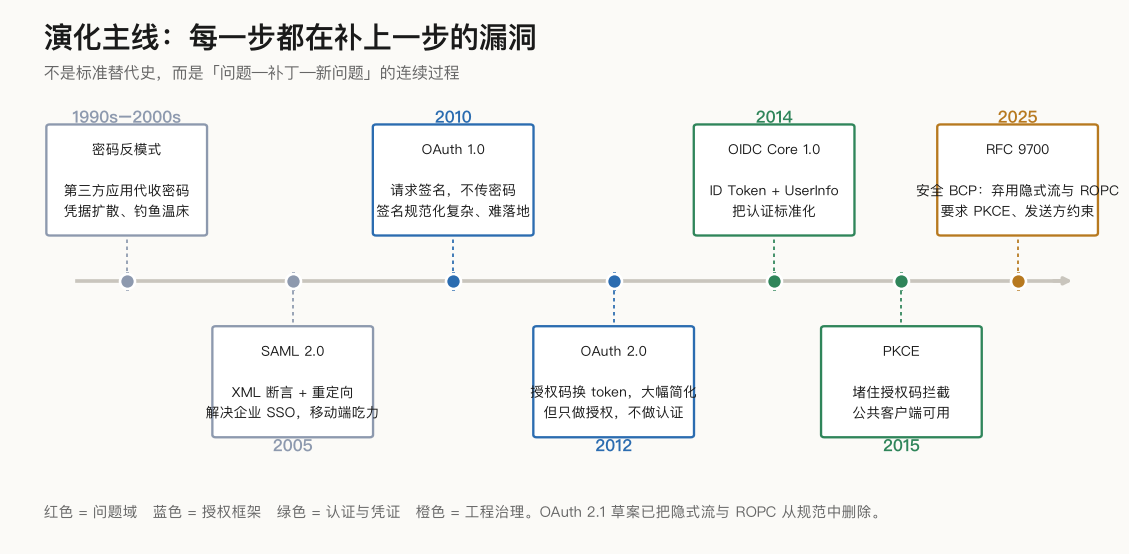 演化主线：每一步都在补上一步的漏洞
不是标准替代史，而是「问题—补丁—新问题」的连续过程
1990s—2000s
密码反模式
第三方应用代收密码
凭据扩散、钓鱼温床
2010
OAuth 1.0
请求签名，不传密码
签名规范化复杂、难落地
2014
OIDC Core 1.0
ID Token + UserInfo
把认证标准化
2025
RFC 9700
安全 BCP：弃用隐式流与 ROPC
要求 PKCE、发送方约束
SAML 2.0
XML 断言 + 重定向
解决企业 SSO，移动端吃力
2005
OAuth 2.0
授权码换 token，大幅简化
但只做授权，不做认证
2012
PKCE
堵住授权码拦截
公共客户端可用
2015
红色 = 问题域　蓝色 = 授权框架　绿色 = 认证与凭证　橙色 = 工程治理。OAuth 2.1 草案已把隐式流与 ROPC 从规范中删除。